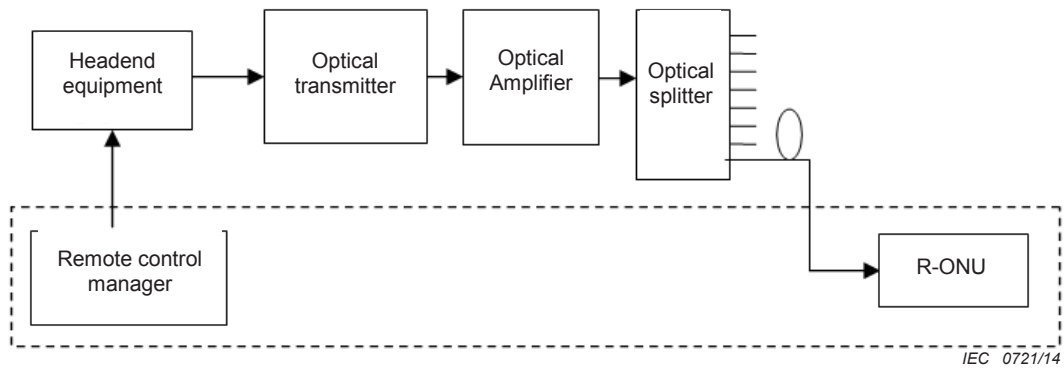 Headend
equipment
Optical
transmitter
Optical
Amplifier
Optical
splitter
Remote control
manager
R-ONU
IEC 0721/14